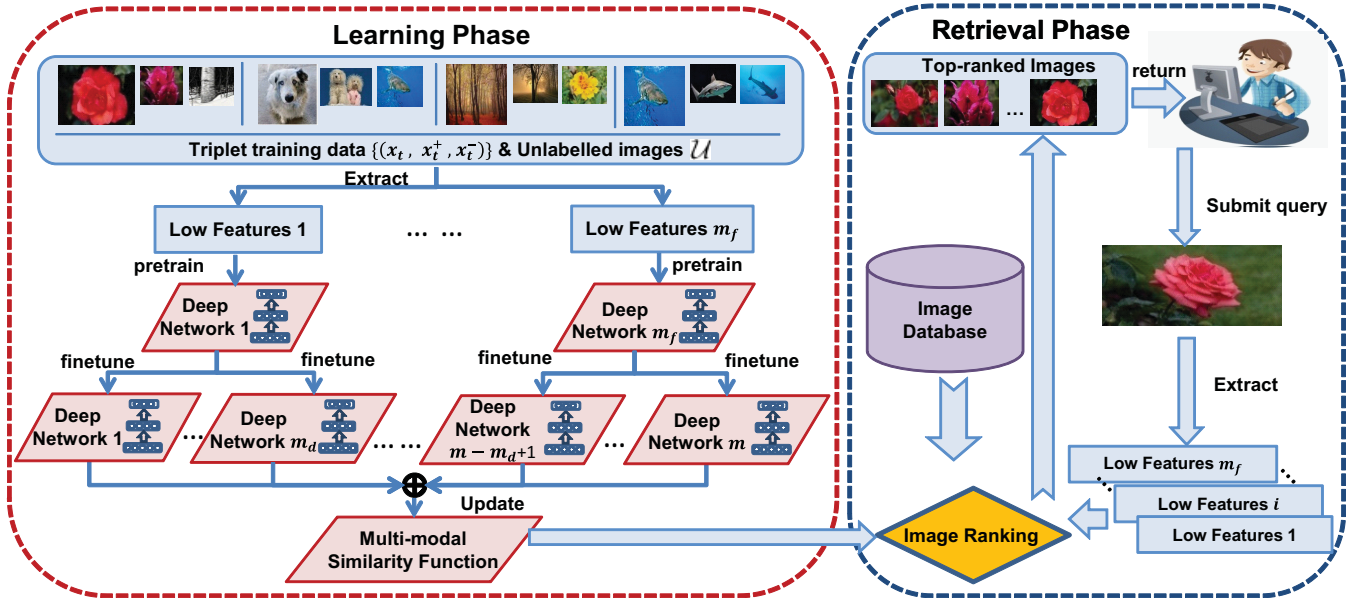 Learning Phase
Triplet training data {(x_t , x_t^+ , x_t^-)} & Unlabelled images 𝒰
Extract
Low Features 1
... ...
Low Features m_f
pretrain
pretrain
Deep
Network 1
Deep
Network m_f
finetune
finetune
finetune
finetune
Deep
Network 1
...
Deep
Network m_d
... ...
Deep
Network
m − m_d+1
...
Deep
Network m
Update
Multi-modal
Similarity Function
Retrieval Phase
Top-ranked Images
...
return
Submit query
Image
Database
Extract
Low Features m_f
Low Features i
Low Features 1
Image Ranking